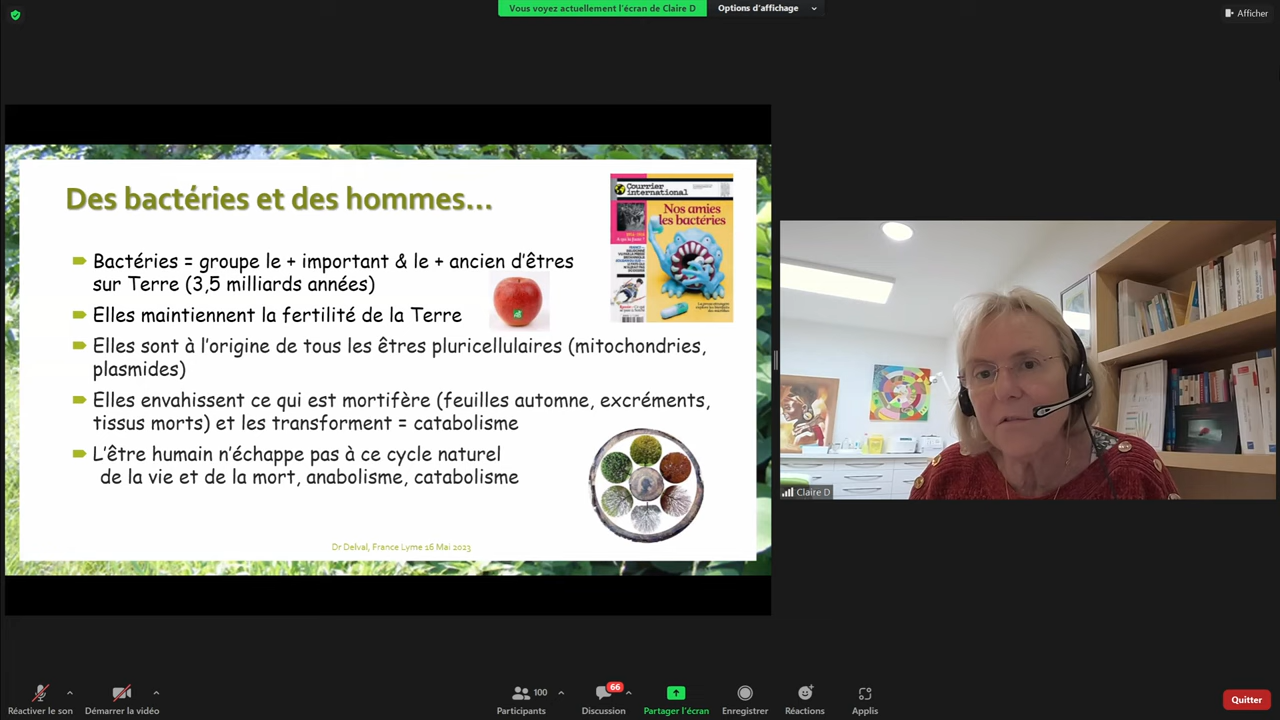 Vous voyez actuellement l'écran de Claire D
Options d'affichage
Afficher
Des bactéries et des hommes...
Courrier
international
Nos amies
les bactéries
Bactéries = groupe le + important & le + ancien d'êtres
sur Terre (3,5 milliards années)
Elles maintiennent la fertilité de la Terre
Elles sont à l'origine de tous les êtres pluricellulaires (mitochondries,
plasmides)
Elles envahissent ce qui est mortifère (feuilles automne, excréments,
tissus morts) et les transforment = catabolisme
L'être humain n'échappe pas à ce cycle naturel
de la vie et de la mort, anabolisme, catabolisme
Dr Delval, France Lyme 16 Mai 2023
Claire D
Réactiver le son
Démarrer la vidéo
100
Participants
66
Discussion
Partager l'écran
Enregistrer
Réactions
Applis
Quitter